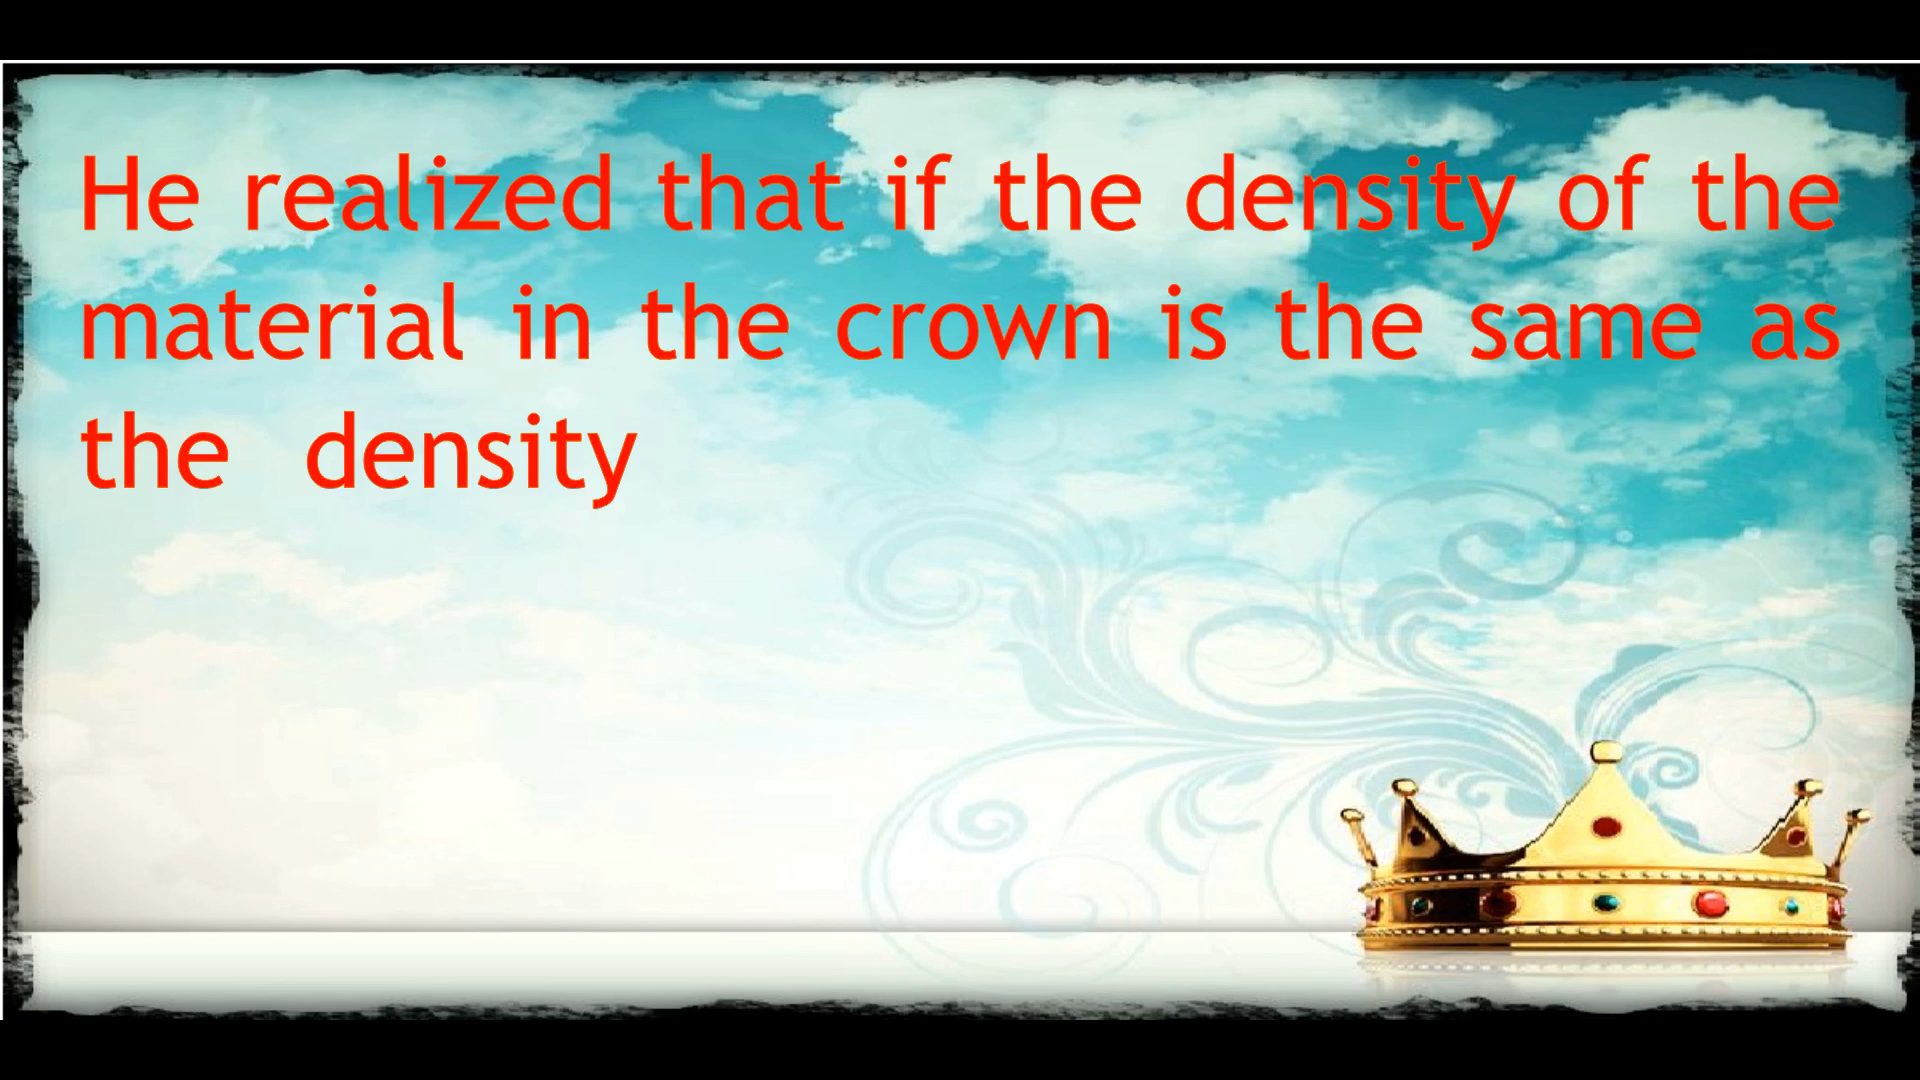 He realized that if the density of the
material in the crown is the same as
the density